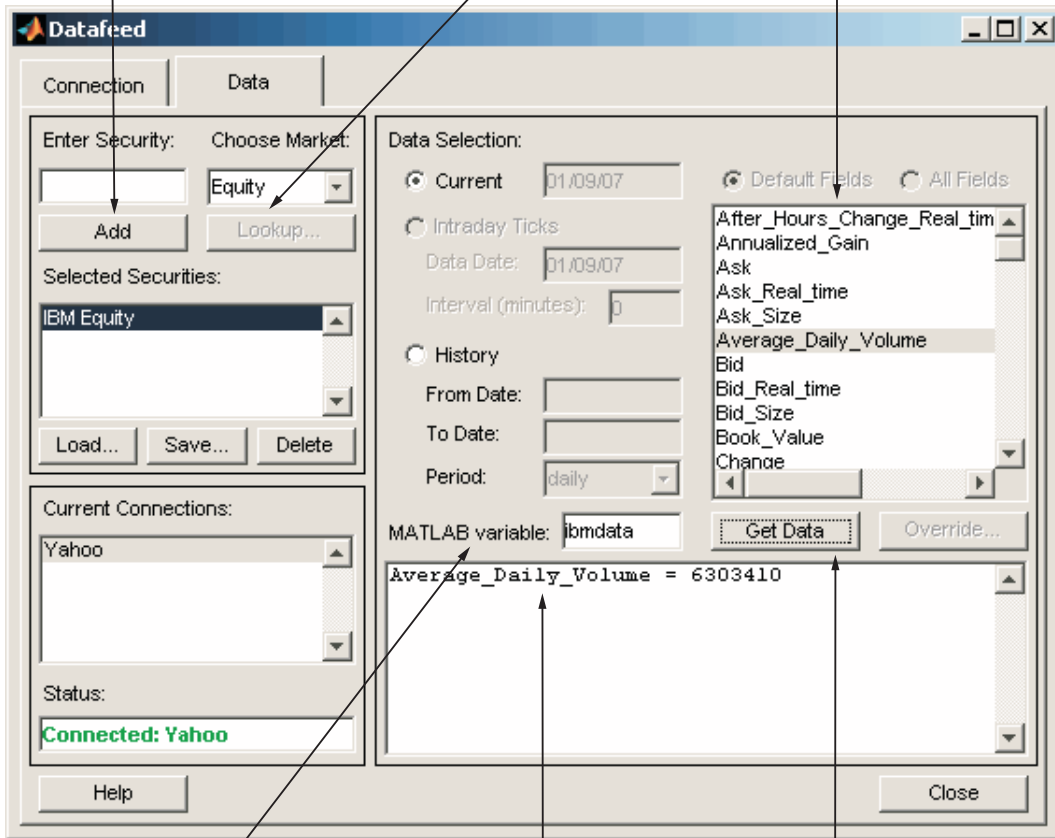 Datafeed
Connection
Data
Enter Security:
Choose Market:
Equity
Add
Lookup...
Selected Securities:
IBM Equity
Load...
Save...
Delete
Current Connections:
Yahoo
Status:
Connected: Yahoo
Data Selection:
Current
01/09/07
Intraday Ticks
Data Date:
01/09/07
Interval (minutes):
0
History
From Date:
To Date:
Period:
daily
Default Fields
All Fields
After_Hours_Change_Real_tim
Annualized_Gain
Ask
Ask_Real_time
Ask_Size
Average_Daily_Volume
Bid
Bid_Real_time
Bid_Size
Book_Value
Change
MATLAB variable:
ibmdata
Get Data
Override...
Average_Daily_Volume = 6303410
Help
Close